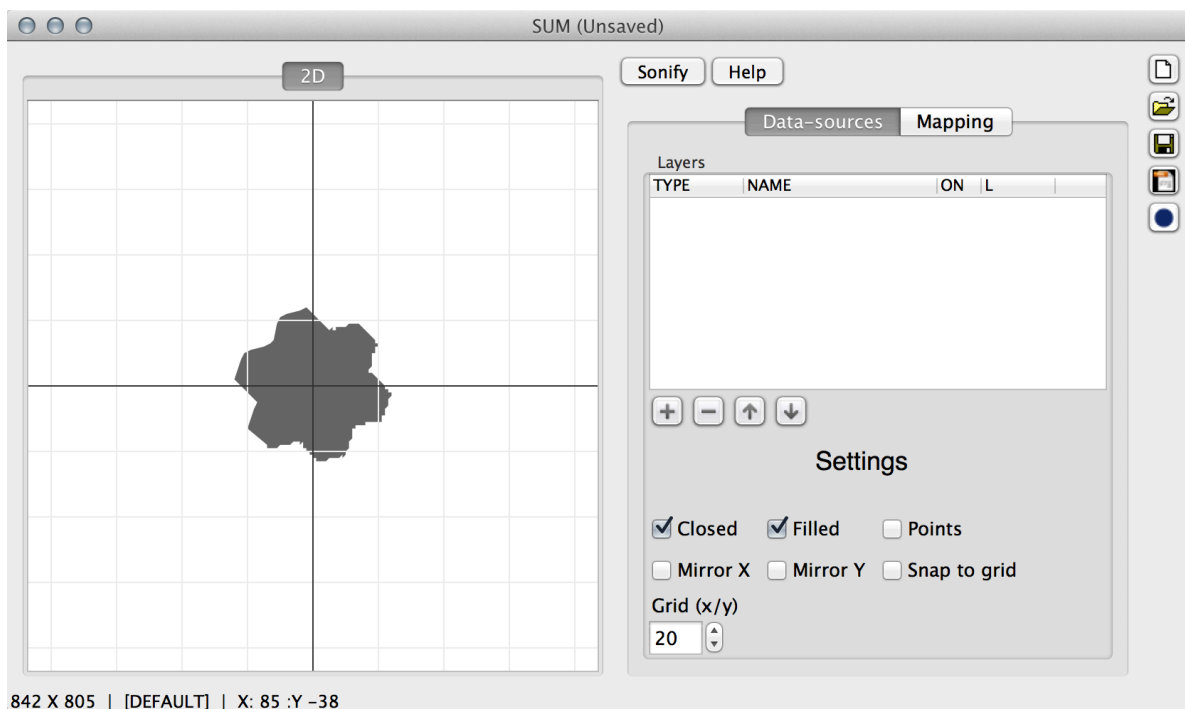 SUM (Unsaved)
2D
Sonify Help
Data-sources Mapping
Layers
TYPE NAME ON L
Settings
Closed Filled Points
Mirror X Mirror Y Snap to grid
Grid (x/y)
20
842 X 805 | [DEFAULT] | X: 85 :Y -38